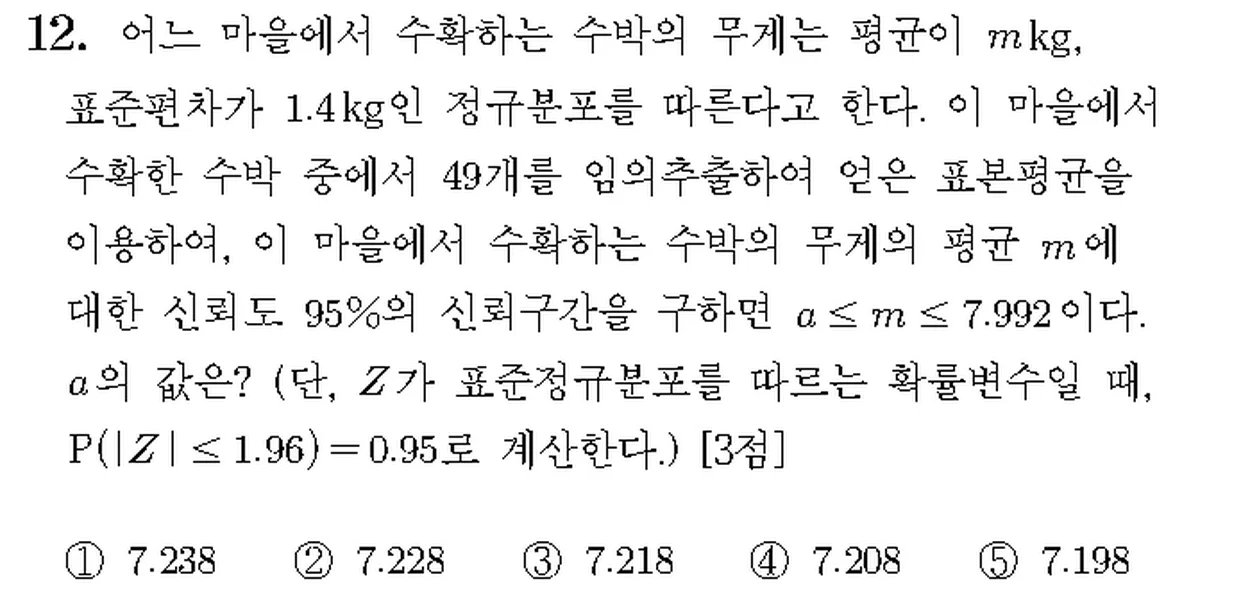 12. 어느 마을에서 수확하는 수박의 무게는 평균이 m kg,
표준편차가 1.4 kg인 정규분포를 따른다고 한다. 이 마을에서
수확한 수박 중에서 49개를 임의추출하여 얻은 표본평균을
이용하여, 이 마을에서 수확하는 수박의 무게의 평균 m에
대한 신뢰도 95%의 신뢰구간을 구하면 a ≤ m ≤ 7.992이다.
a의 값은? (단, Z가 표준정규분포를 따르는 확률변수일 때,
P(|Z| ≤ 1.96) = 0.95로 계산한다.) [3점]
① 7.238 ② 7.228 ③ 7.218 ④ 7.208 ⑤ 7.198